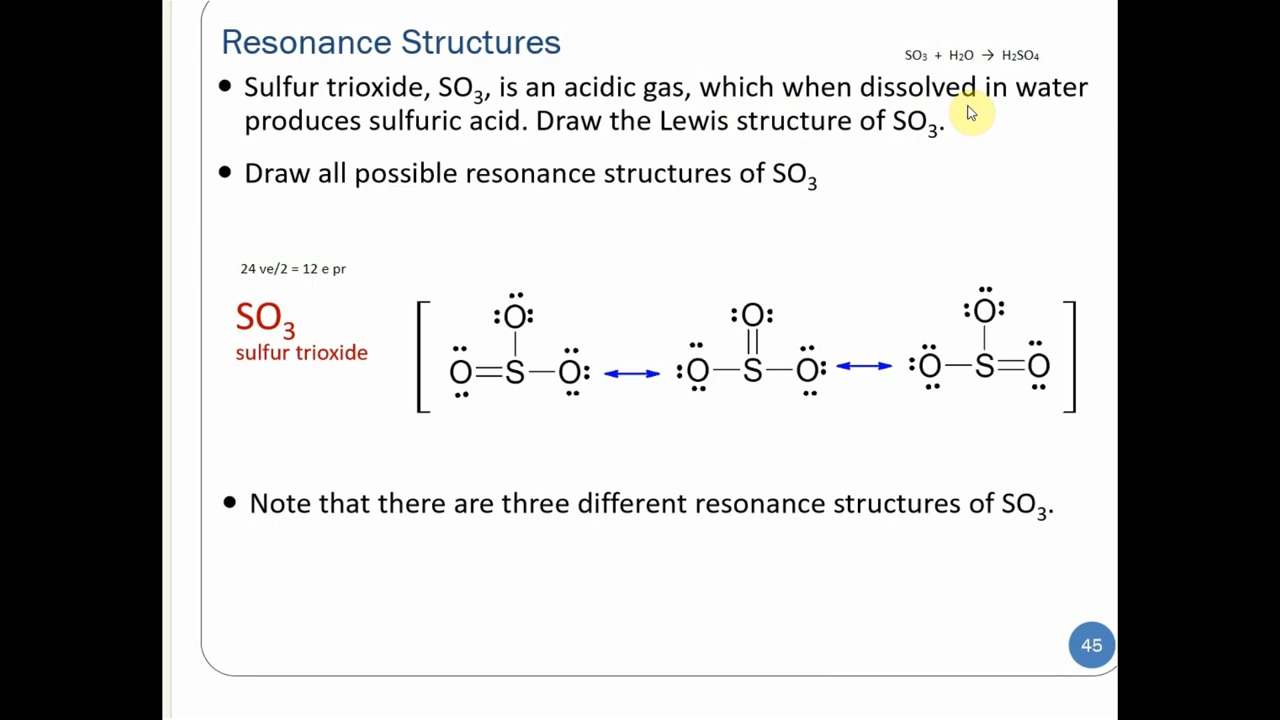 Resonance Structures
SO₃ + H₂O → H₂SO₄
• Sulfur trioxide, SO₃, is an acidic gas, which when dissolved in water
produces sulfuric acid. Draw the Lewis structure of SO₃.
• Draw all possible resonance structures of SO₃
24 ve/2 = 12 e pr
SO₃
sulfur trioxide
:O: :O: :O:
O=S—O: ↔ :O—S—O: ↔ :O—S=O
• Note that there are three different resonance structures of SO₃.
45